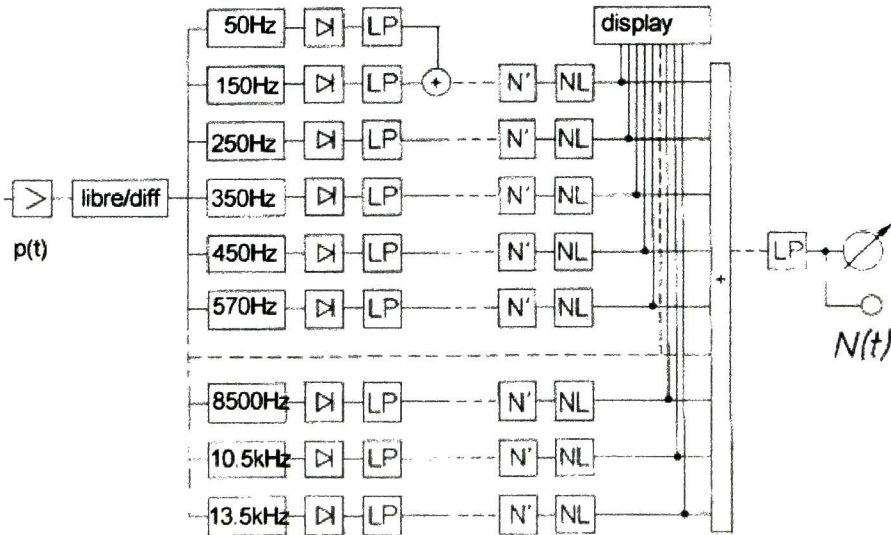 50Hz LP display
150Hz LP + N' NL
250Hz LP N' NL
> libre/diff 350Hz LP N' NL
p(t)
450Hz LP N' NL LP
+
570Hz LP N' NL
N(t)
8500Hz LP N' NL
10.5kHz LP N' NL
13.5kHz LP N' NL